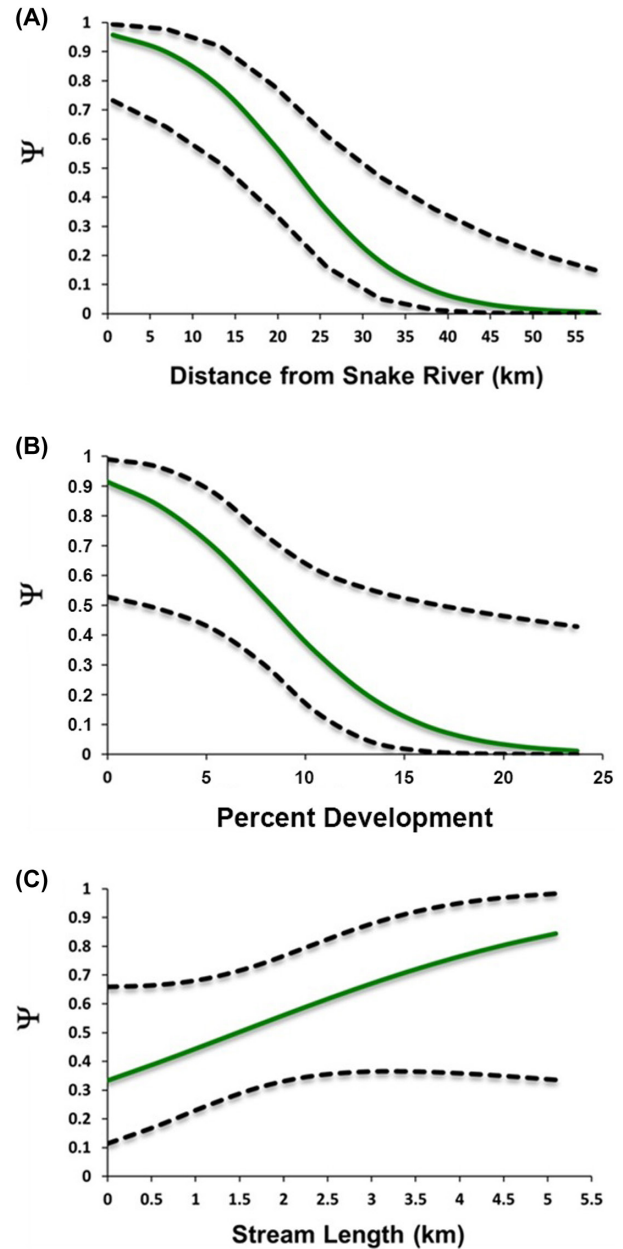 (A)
1
0.9
0.8
0.7
0.6
0.5
0.4
0.3
0.2
0.1
0
Ψ
0 5 10 15 20 25 30 35 40 45 50 55
Distance from Snake River (km)
(B)
1
0.9
0.8
0.7
0.6
0.5
0.4
0.3
0.2
0.1
0
Ψ
0 5 10 15 20 25
Percent Development
(C)
1
0.9
0.8
0.7
0.6
0.5
0.4
0.3
0.2
0.1
0
Ψ
0 0.5 1 1.5 2 2.5 3 3.5 4 4.5 5 5.5
Stream Length (km)